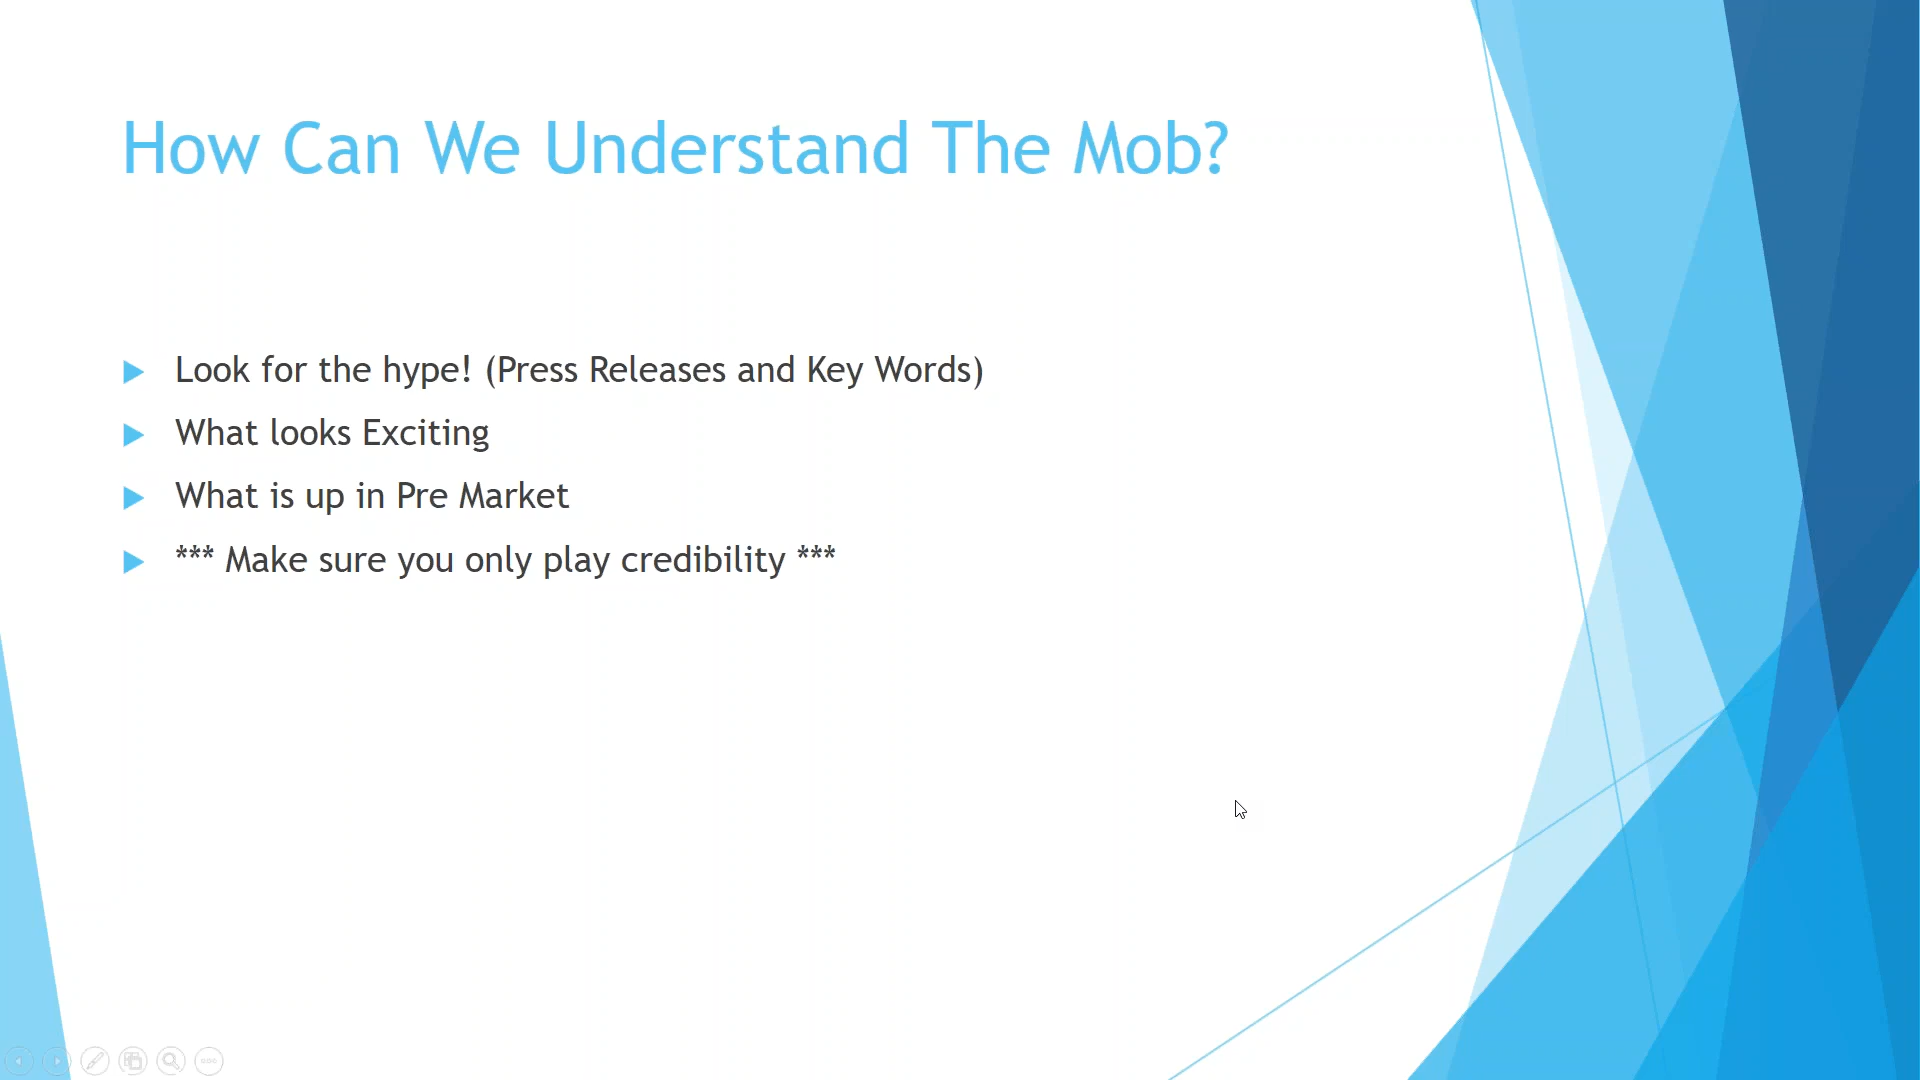 How Can We Understand The Mob?
Look for the hype! (Press Releases and Key Words)
What looks Exciting
What is up in Pre Market
*** Make sure you only play credibility ***